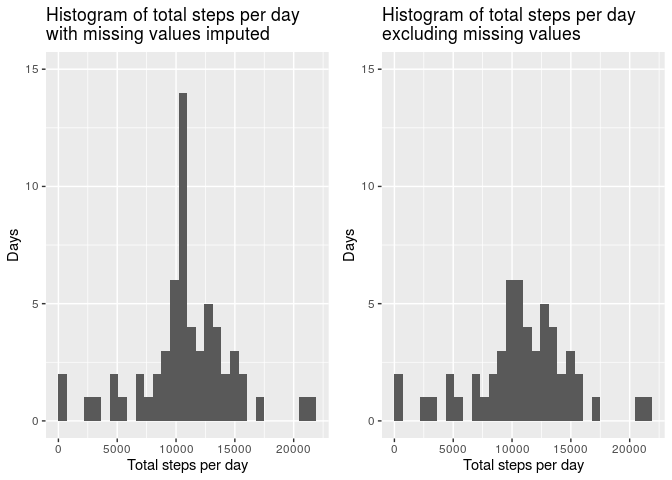 Histogram of total steps per day
with missing values imputed
15
10
5
0
Days
0 5000 10000 15000 20000
Total steps per day
Histogram of total steps per day
excluding missing values
15
10
5
0
Days
0 5000 10000 15000 20000
Total steps per day